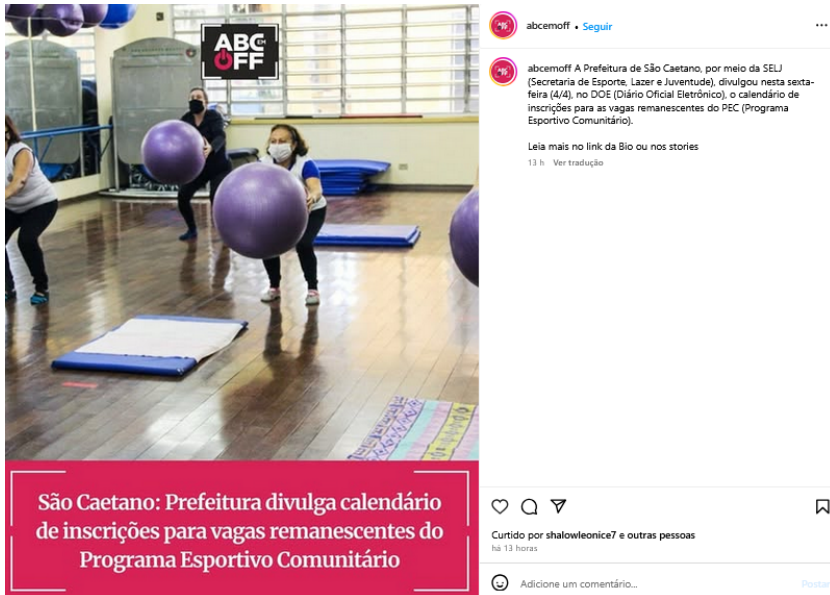 ABC EM
OFF
São Caetano: Prefeitura divulga calendário
de inscrições para vagas remanescentes do
Programa Esportivo Comunitário
abcemoff • Seguir
abcemoff A Prefeitura de São Caetano, por meio da SELJ
(Secretaria de Esporte, Lazer e Juventude), divulgou nesta sexta-
feira (4/4), no DOE (Diário Oficial Eletrônico), o calendário de
inscrições para as vagas remanescentes do PEC (Programa
Esportivo Comunitário).
Leia mais no link da Bio ou nos stories
13 h Ver tradução
Curtido por shalowleonice7 e outras pessoas
há 13 horas
Adicione um comentário... Postar